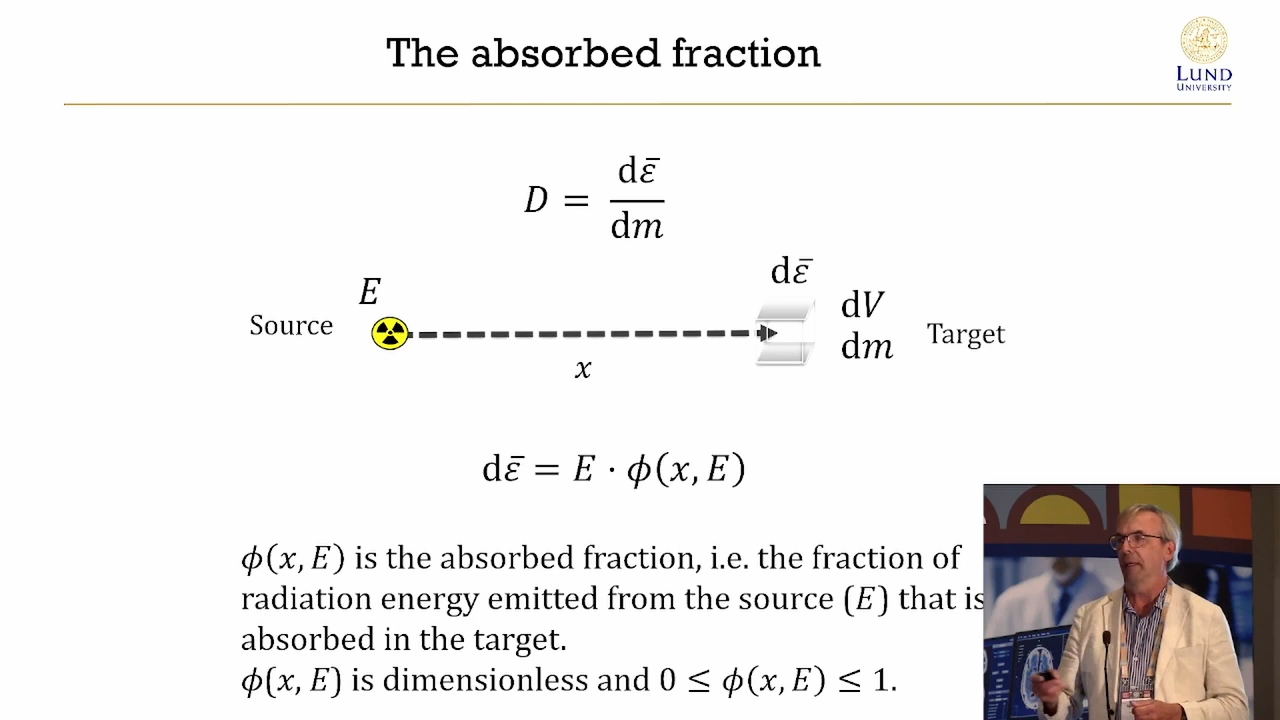 The absorbed fraction
LUND
UNIVERSITY
D = dε̄/dm
dε̄
E
dV
Source
dm
Target
x
dε̄ = E · ϕ(x, E)
ϕ(x, E) is the absorbed fraction, i.e. the fraction of
radiation energy emitted from the source (E) that is
absorbed in the target.
ϕ(x, E) is dimensionless and 0 ≤ ϕ(x, E) ≤ 1.